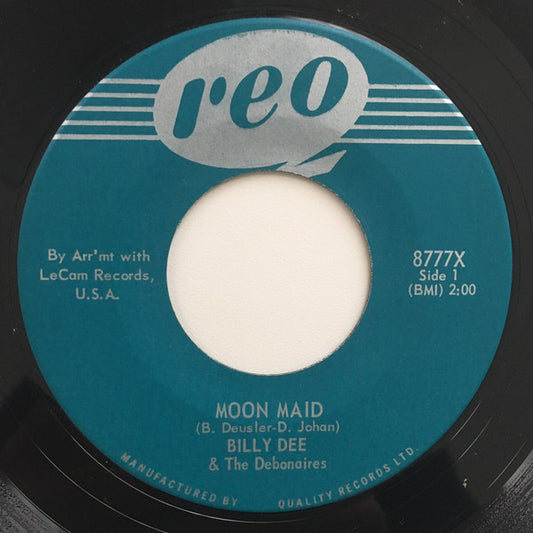 reo
By Arr'mt with
LeCam Records,
U.S.A.
8777X
Side 1
(BMI) 2:00
MOON MAID
(B. Deusler-D. Johan)
BILLY DEE
& The Debonaires
MANUFACTURED BY QUALITY RECORDS LTD.